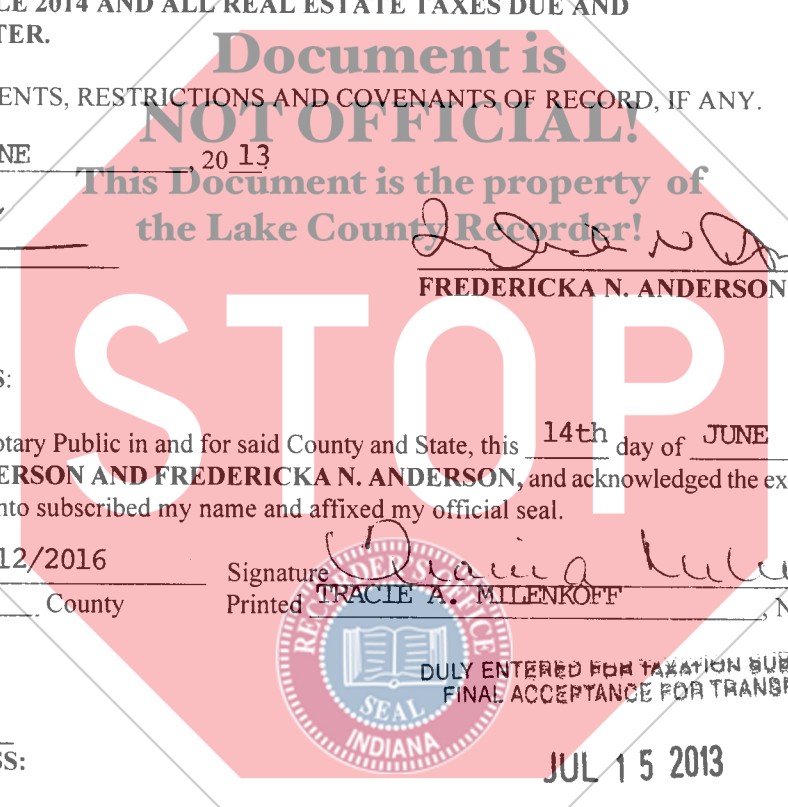 LE 2014 AND ALL REAL ESTATE TAXES DUE AND
TER.
Document is
ENTS, RESTRICTIONS AND COVENANTS OF RECORD, IF ANY.
NOT OFFICIAL!
NE , 20 13
This Document is the property of
the Lake County Recorder!
FREDERICKA N. ANDERSON
STOP
S:
otary Public in and for said County and State, this 14th day of JUNE
ERSON AND FREDERICKA N. ANDERSON, and acknowledged the ex
nto subscribed my name and affixed my official seal.
12/2016
Signature
County
Printed TRACIE A. MILENKOFF , N
RECORDER'S OFFICE
SEAL
INDIANA
DULY ENTERED FOR TAXATION SUB
FINAL ACCEPTANCE FOR TRANSF
SS:
JUL 15 2013